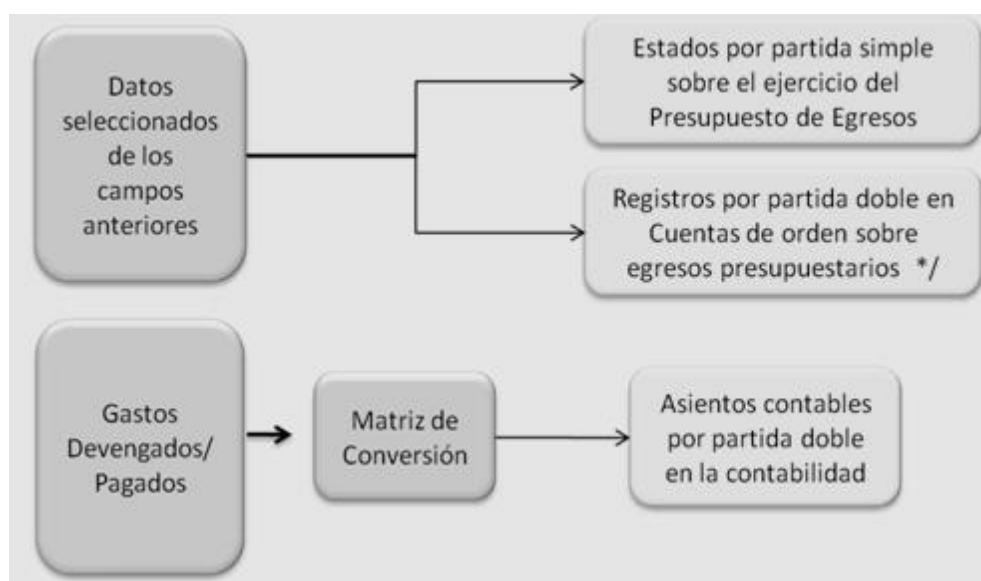 Datos
seleccionados
de los
campos
anteriores
Estados por partida simple
sobre el ejercicio del
Presupuesto de Egresos
Registros por partida doble en
Cuentas de orden sobre
egresos presupuestarios */
Gastos
Devengados/
Pagados
Matriz de
Conversión
Asientos contables
por partida doble
en la contabilidad